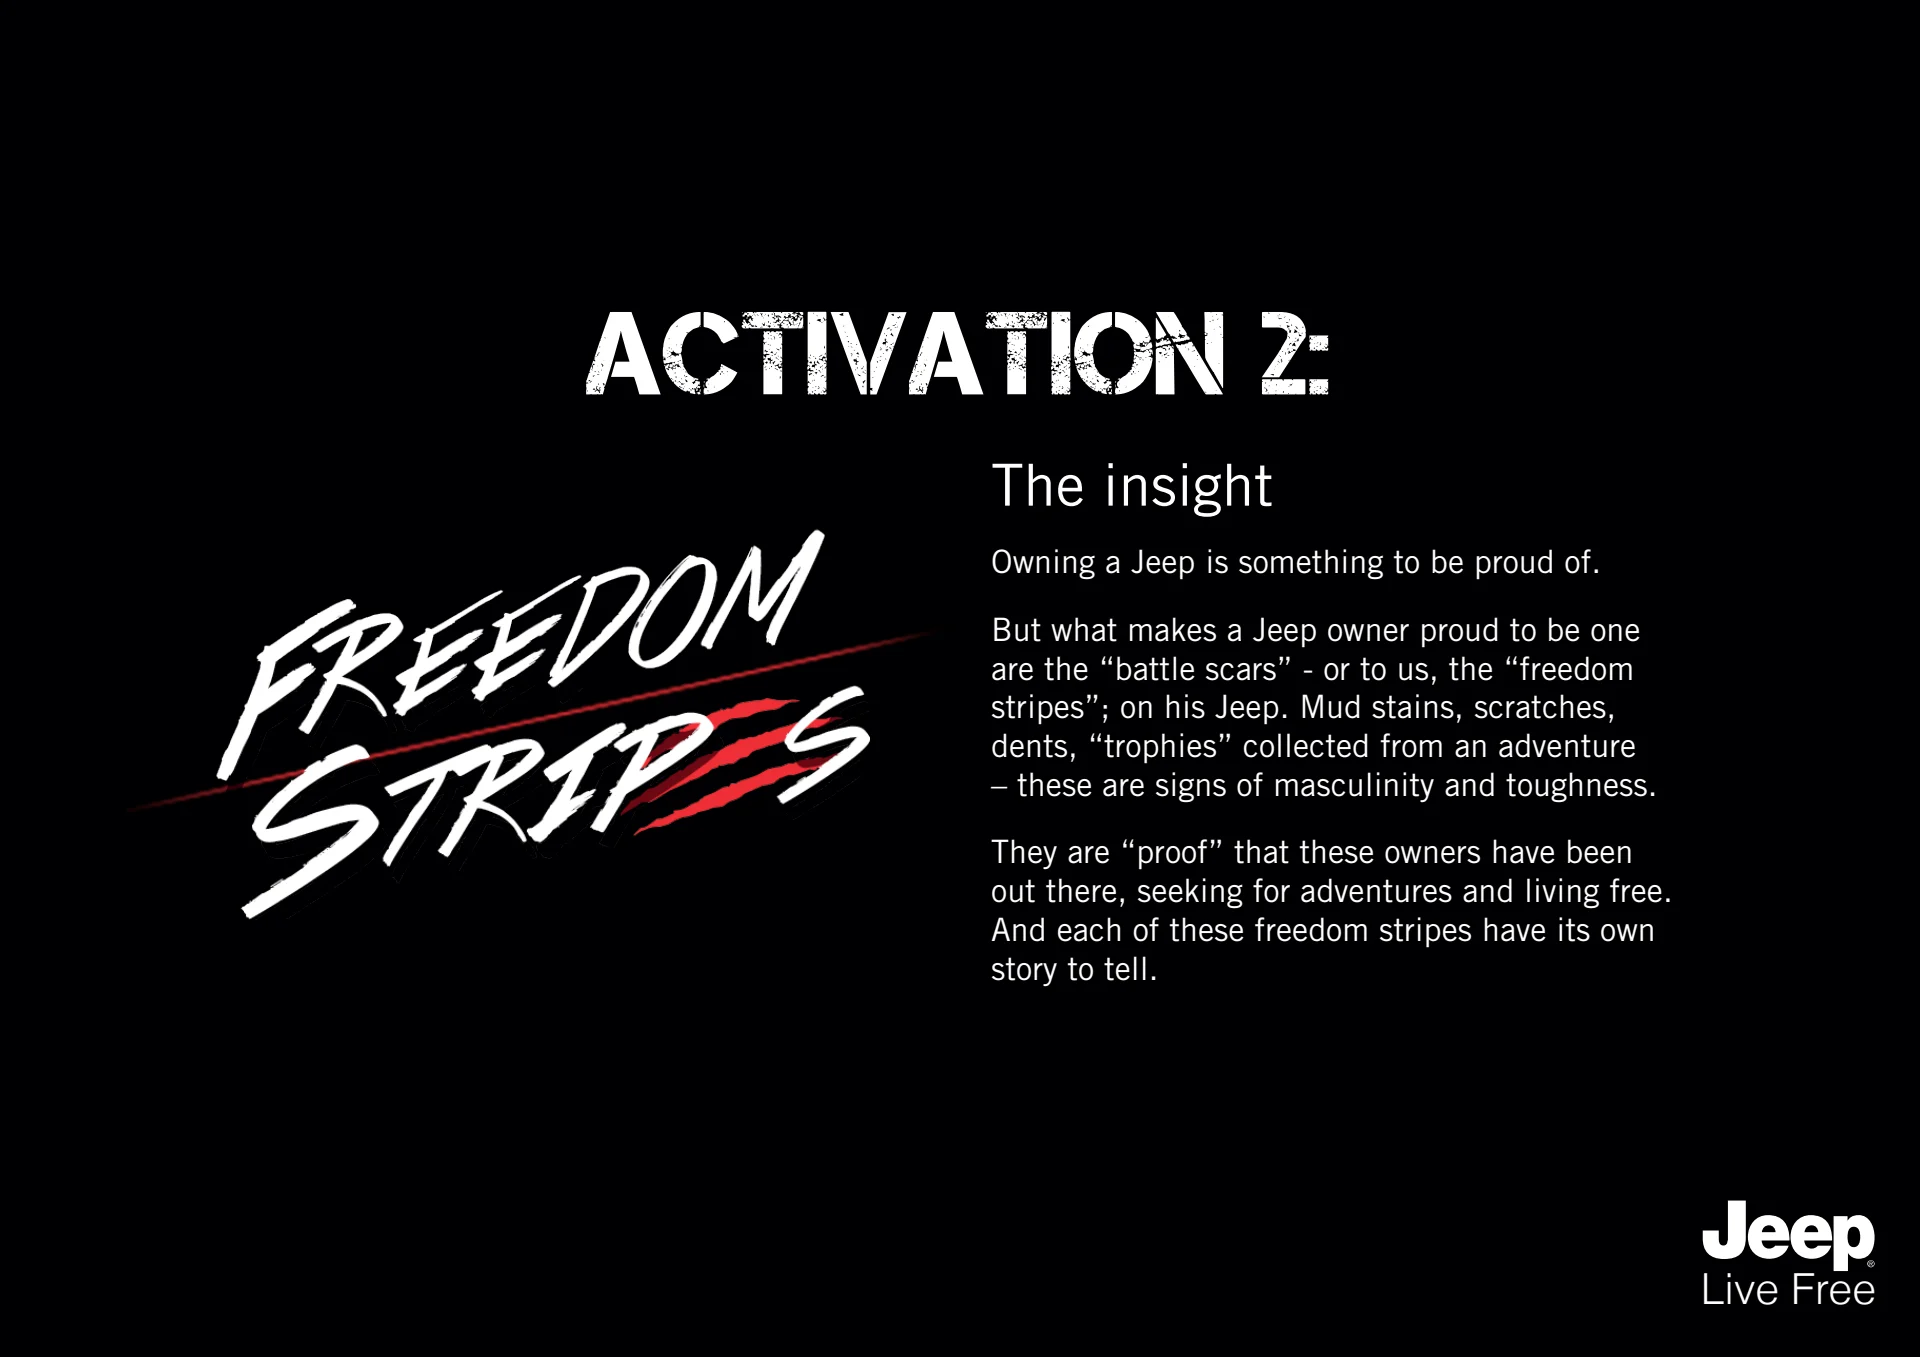 ACTIVATION 2:
FREEDOM
STRIPES
The insight
Owning a Jeep is something to be proud of.
But what makes a Jeep owner proud to be one
are the “battle scars” - or to us, the “freedom
stripes”; on his Jeep. Mud stains, scratches,
dents, “trophies” collected from an adventure
– these are signs of masculinity and toughness.
They are “proof” that these owners have been
out there, seeking for adventures and living free.
And each of these freedom stripes have its own
story to tell.
Jeep®
Live Free